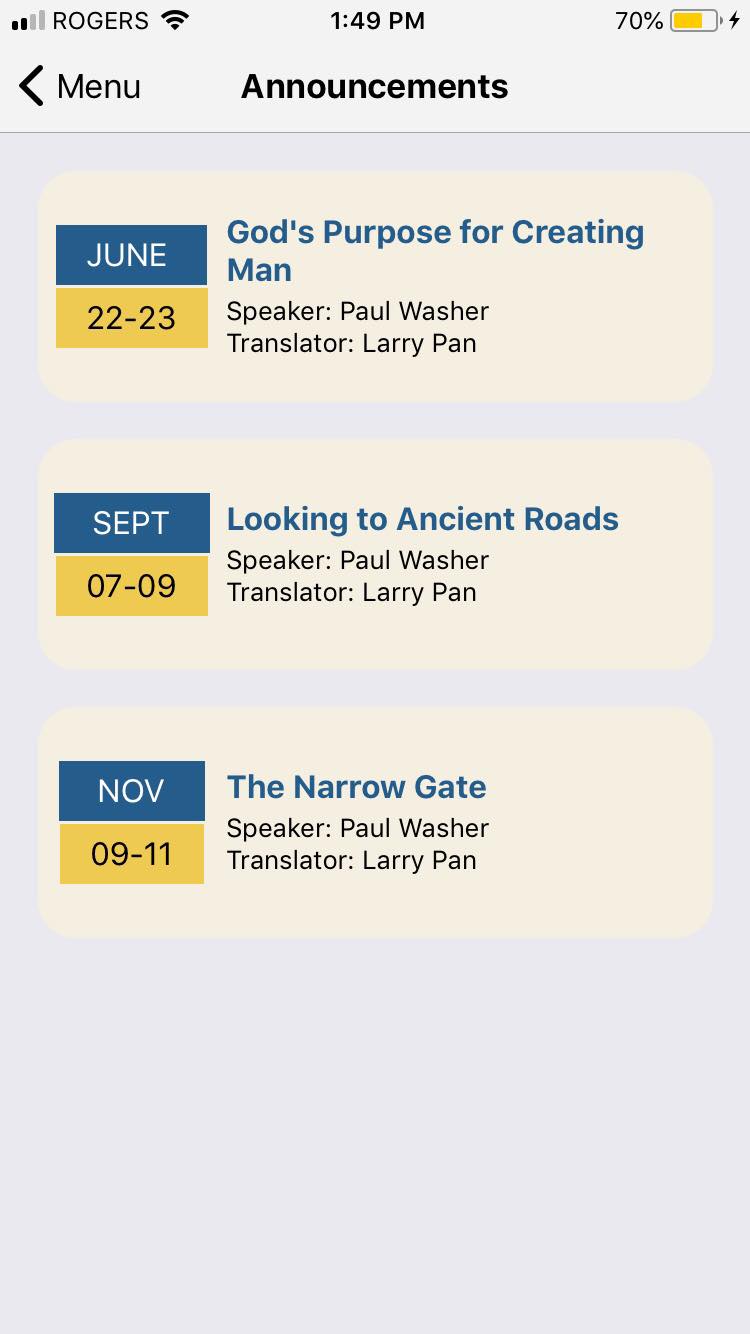 ROGERS 1:49 PM 70%
Menu Announcements
JUNE
22-23
God's Purpose for Creating
Man
Speaker: Paul Washer
Translator: Larry Pan
SEPT
07-09
Looking to Ancient Roads
Speaker: Paul Washer
Translator: Larry Pan
NOV
09-11
The Narrow Gate
Speaker: Paul Washer
Translator: Larry Pan